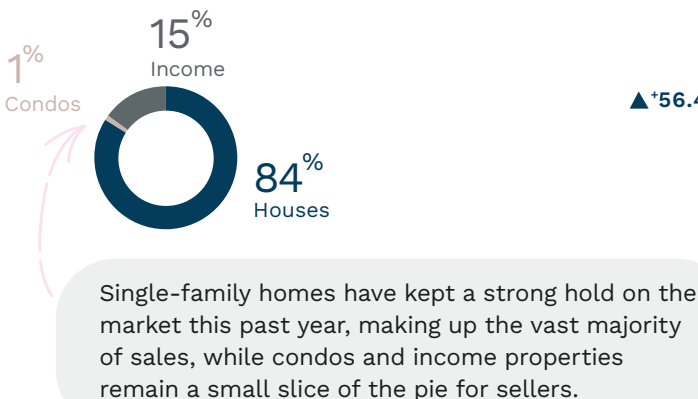 15%
Income
1%
Condos
▲+56.4
84%
Houses
Single-family homes have kept a strong hold on the
market this past year, making up the vast majority
of sales, while condos and income properties
remain a small slice of the pie for sellers.